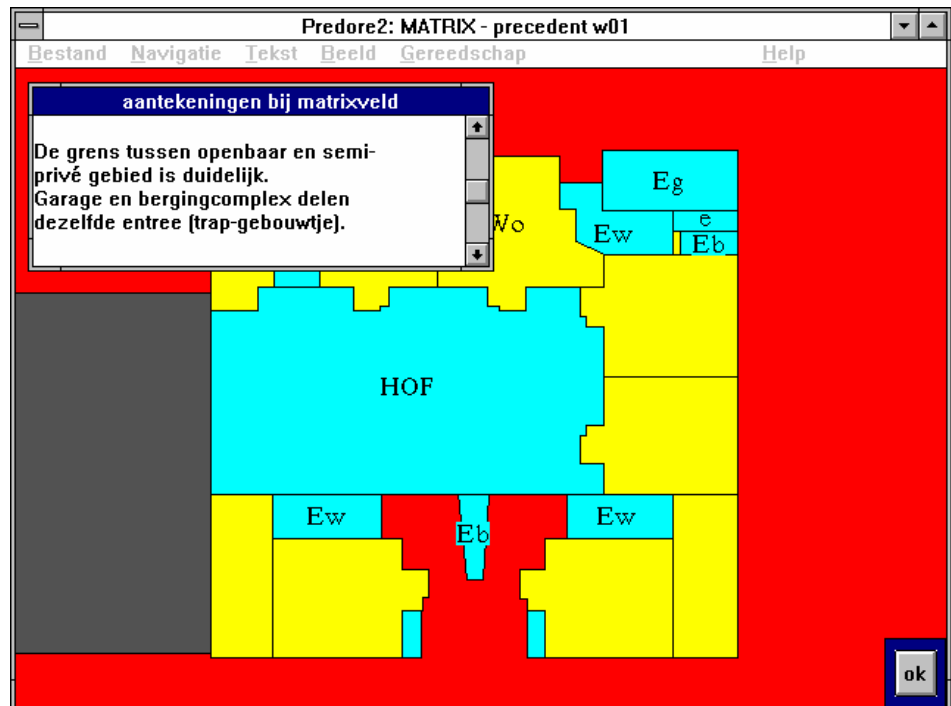 Predore2: MATRIX - precedent w01
Bestand Navigatie Tekst Beeld Gereedschap Help
aantekeningen bij matrixveld
De grens tussen openbaar en semi-
privé gebied is duidelijk.
Garage en bergingcomplex delen
dezelfde entree (trap-gebouwtje).
Eg
Wo
e
Ew
Eb
HOF
Ew
Ew
Eb
ok